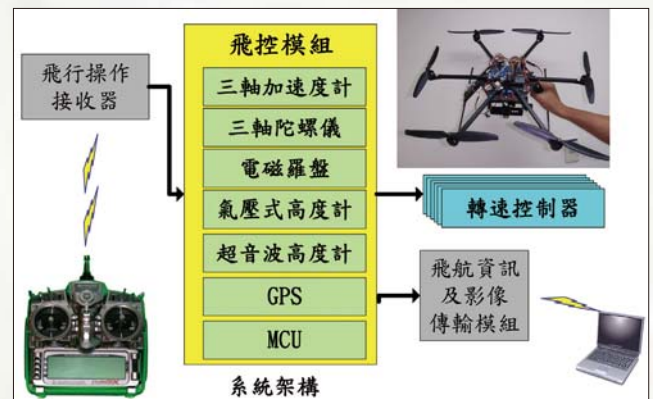 飛行操作
接收器
飛控模組
三軸加速度計
三軸陀螺儀
電磁羅盤
氣壓式高度計
超音波高度計
GPS
MCU
轉速控制器
飛航資訊
及影像
傳輸模組
系統架構